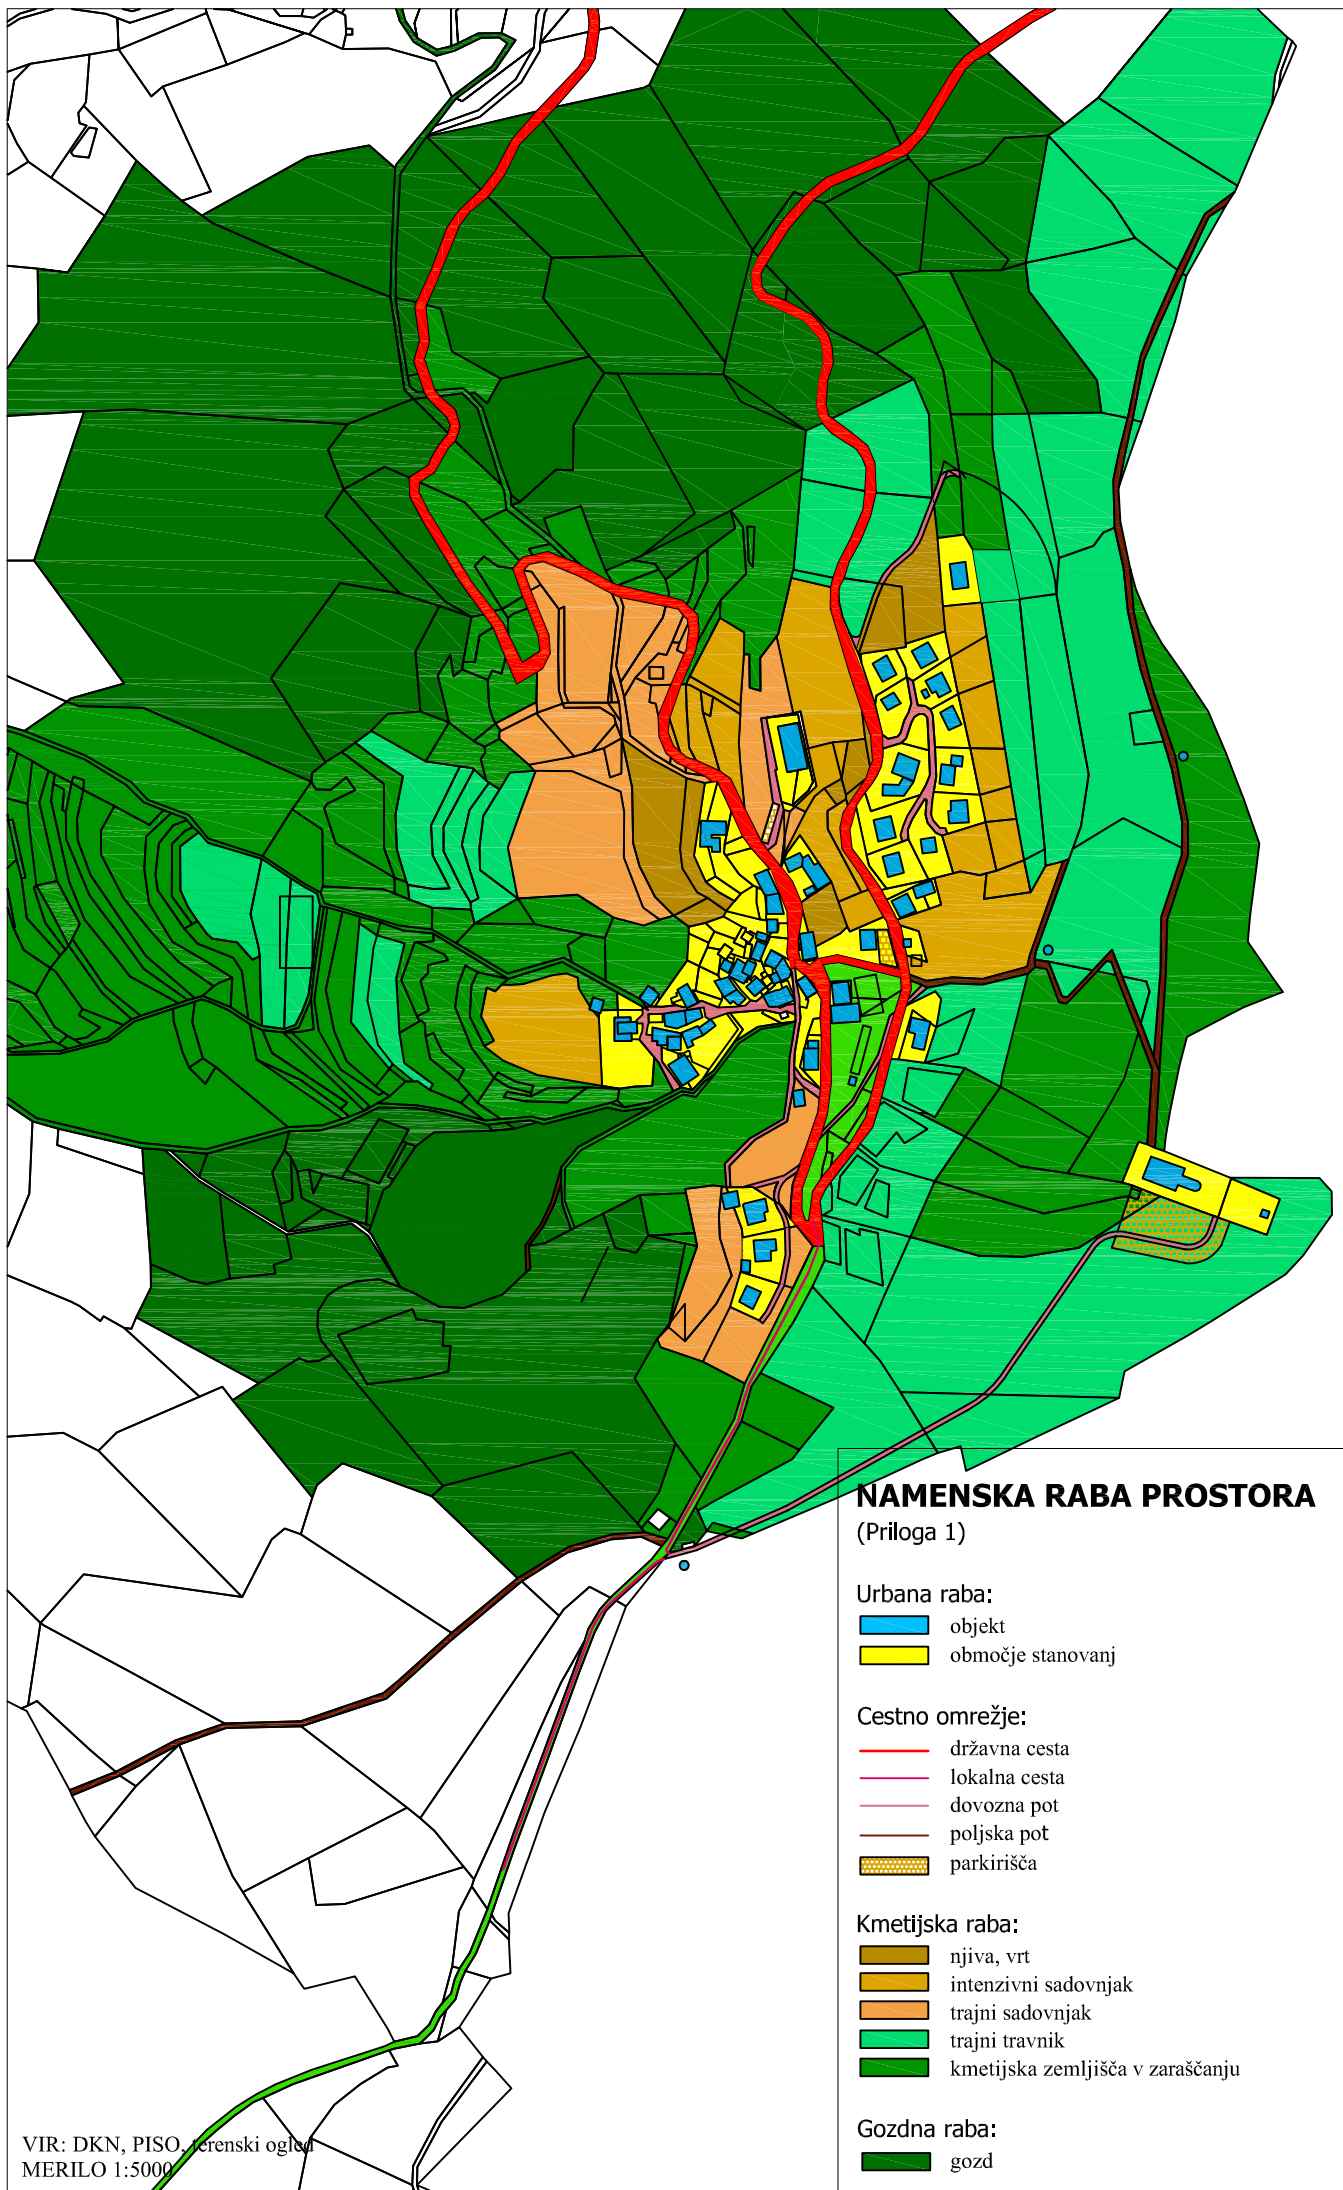 NAMENSKA RABA PROSTORA
(Priloga 1)
Urbana raba:
objekt
območje stanovanj
Cestno omrežje:
državna cesta
lokalna cesta
dovozna pot
poljska pot
parkirišča
Kmetijska raba:
njiva, vrt
intenzivni sadovnjak
trajni sadovnjak
trajni travnik
kmetijska zemljišča v zaraščanju
Gozdna raba:
gozd
VIR: DKN, PISO, terenski ogled
MERILO 1:5000